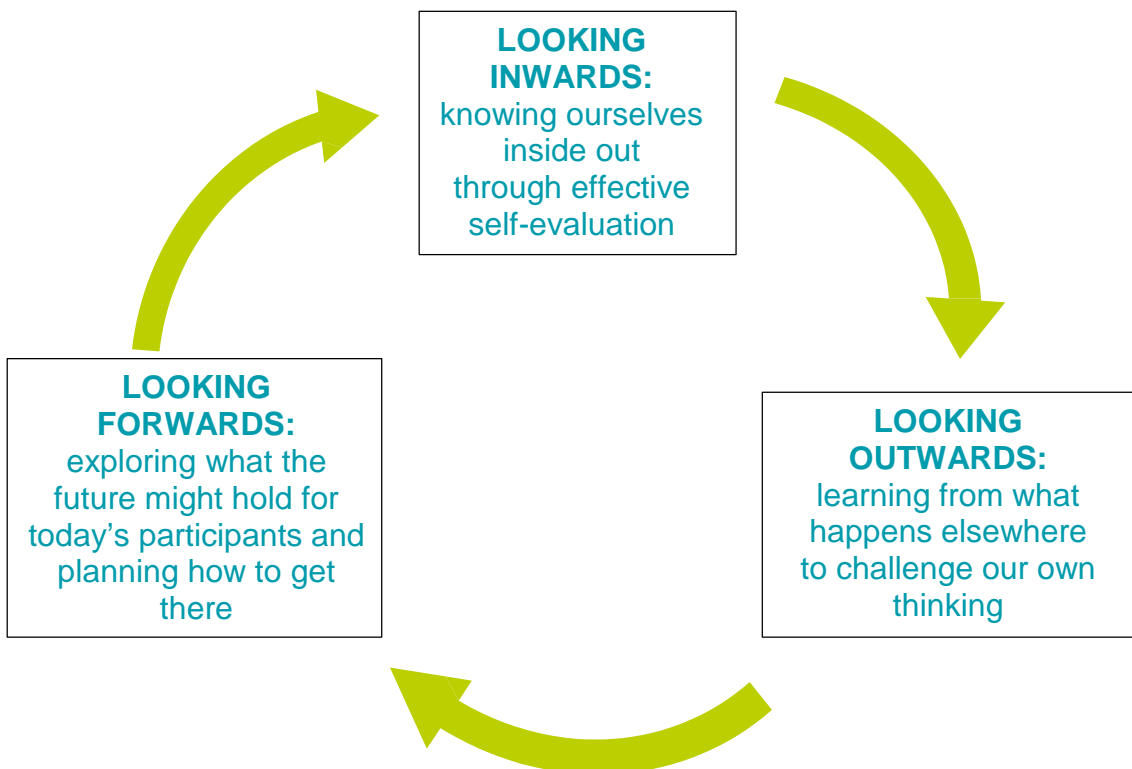 LOOKING
INWARDS:
knowing ourselves
inside out
through effective
self-evaluation
LOOKING
OUTWARDS:
learning from what
happens elsewhere
to challenge our own
thinking
LOOKING
FORWARDS:
exploring what the
future might hold for
today’s participants and
planning how to get
there